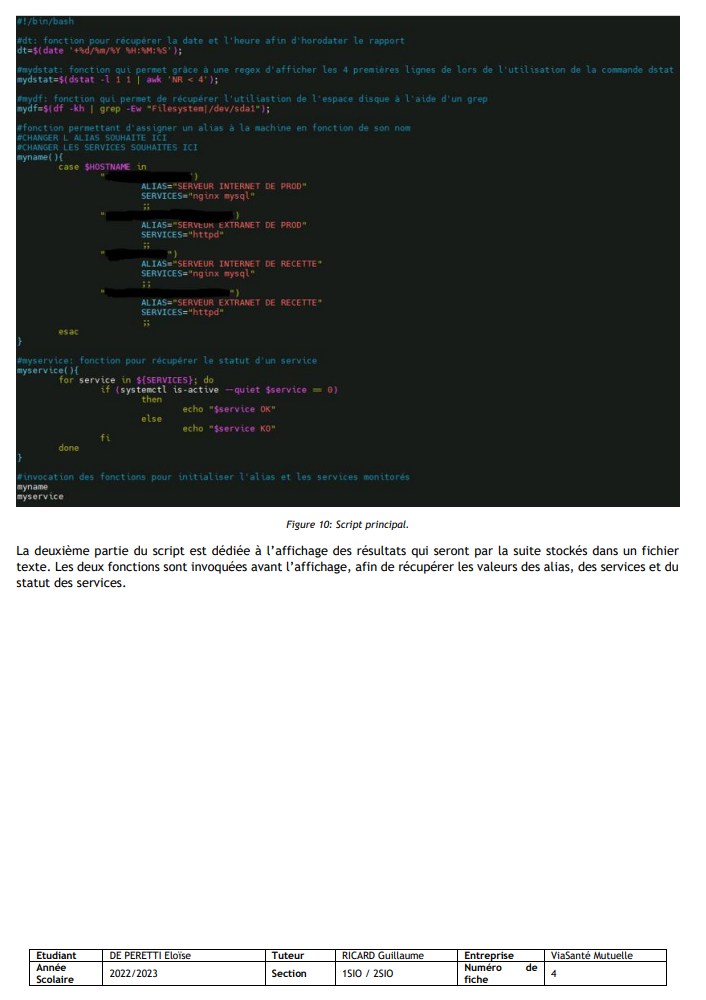 #!/bin/bash
#dt: fonction pour récupérer la date et l'heure afin d'horodater le rapport
dt=$(date '+%d/%m/%Y %H:%M:%S');
#mydstat: fonction qui permet grâce à une regex d'afficher les 4 premières lignes de lors de l'utilisation de la commande dstat
mydstat=$(dstat -l 1 1 | awk 'NR < 4');
#mydf: fonction qui permet de récupérer l'utiliastion de l'espace disque à l'aide d'un grep
mydf=$(df -kh | grep -Ew "Filesystem|/dev/sda1");
#fonction permettant d'assigner un alias à la machine en fonction de son nom
#CHANGER L ALIAS SOUHAITE ICI
#CHANGER LES SERVICES SOUHAITES ICI
myname(){
case $HOSTNAME in
"")
ALIAS="SERVEUR INTERNET DE PROD"
SERVICES="nginx mysql"
;;
")
ALIAS="SERVEUR EXTRANET DE PROD"
SERVICES="httpd"
;;
"")
ALIAS="SERVEUR INTERNET DE RECETTE"
SERVICES="nginx mysql"
;;
"")
ALIAS="SERVEUR EXTRANET DE RECETTE"
SERVICES="httpd"
;;
esac
}
#myservice: fonction pour récupérer le statut d'un service
myservice(){
for service in ${SERVICES}; do
if (systemctl is-active --quiet $service == 0)
then
echo "$service OK"
else
echo "$service KO"
fi
done
}
#invocation des fonctions pour initialiser l'alias et les services monitorés
myname
myservice
Figure 10: Script principal.
La deuxième partie du script est dédiée à l'affichage des résultats qui seront par la suite stockés dans un fichier
texte. Les deux fonctions sont invoquées avant l'affichage, afin de récupérer les valeurs des alias, des services et du
statut des services.
Etudiant DE PERETTI Eloïse Tuteur RICARD Guillaume Entreprise ViaSanté Mutuelle
Année Scolaire 2022/2023 Section 1SIO / 2SIO Numéro de fiche 4